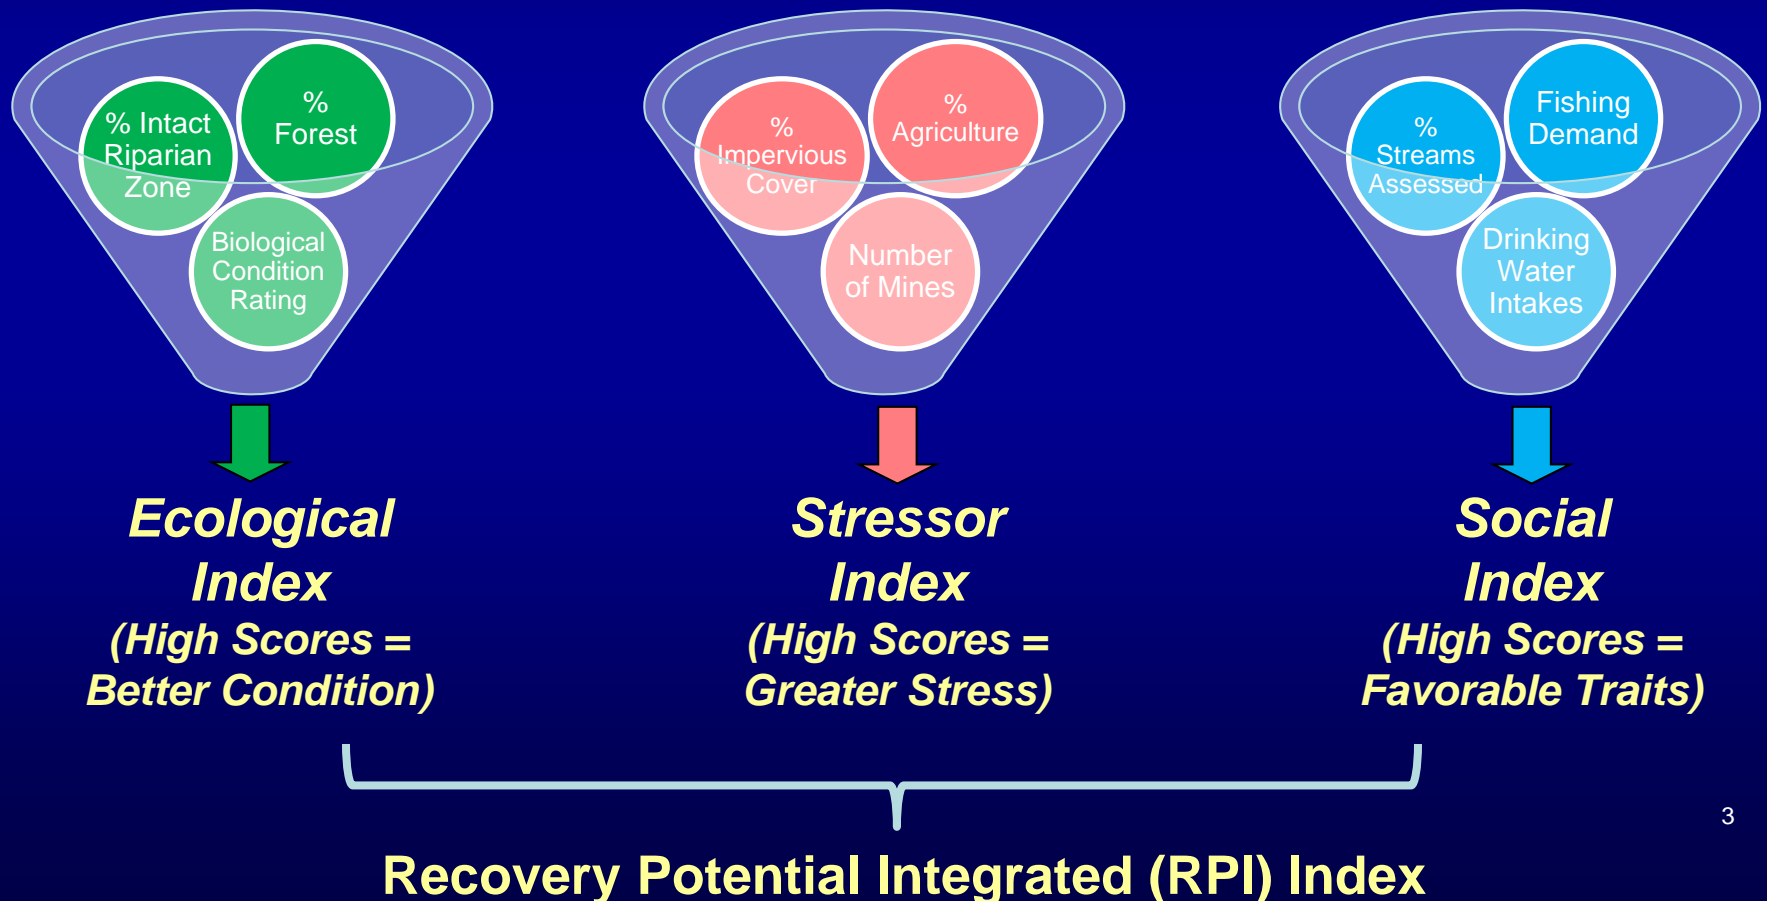 % Intact
Riparian
Zone
%
Forest
Biological
Condition
Rating
Ecological
Index
(High Scores =
Better Condition)
%
Impervious
Cover
%
Agriculture
Number
of Mines
Stressor
Index
(High Scores =
Greater Stress)
%
Streams
Assessed
Fishing
Demand
Drinking
Water
Intakes
Social
Index
(High Scores =
Favorable Traits)
3
Recovery Potential Integrated (RPI) Index